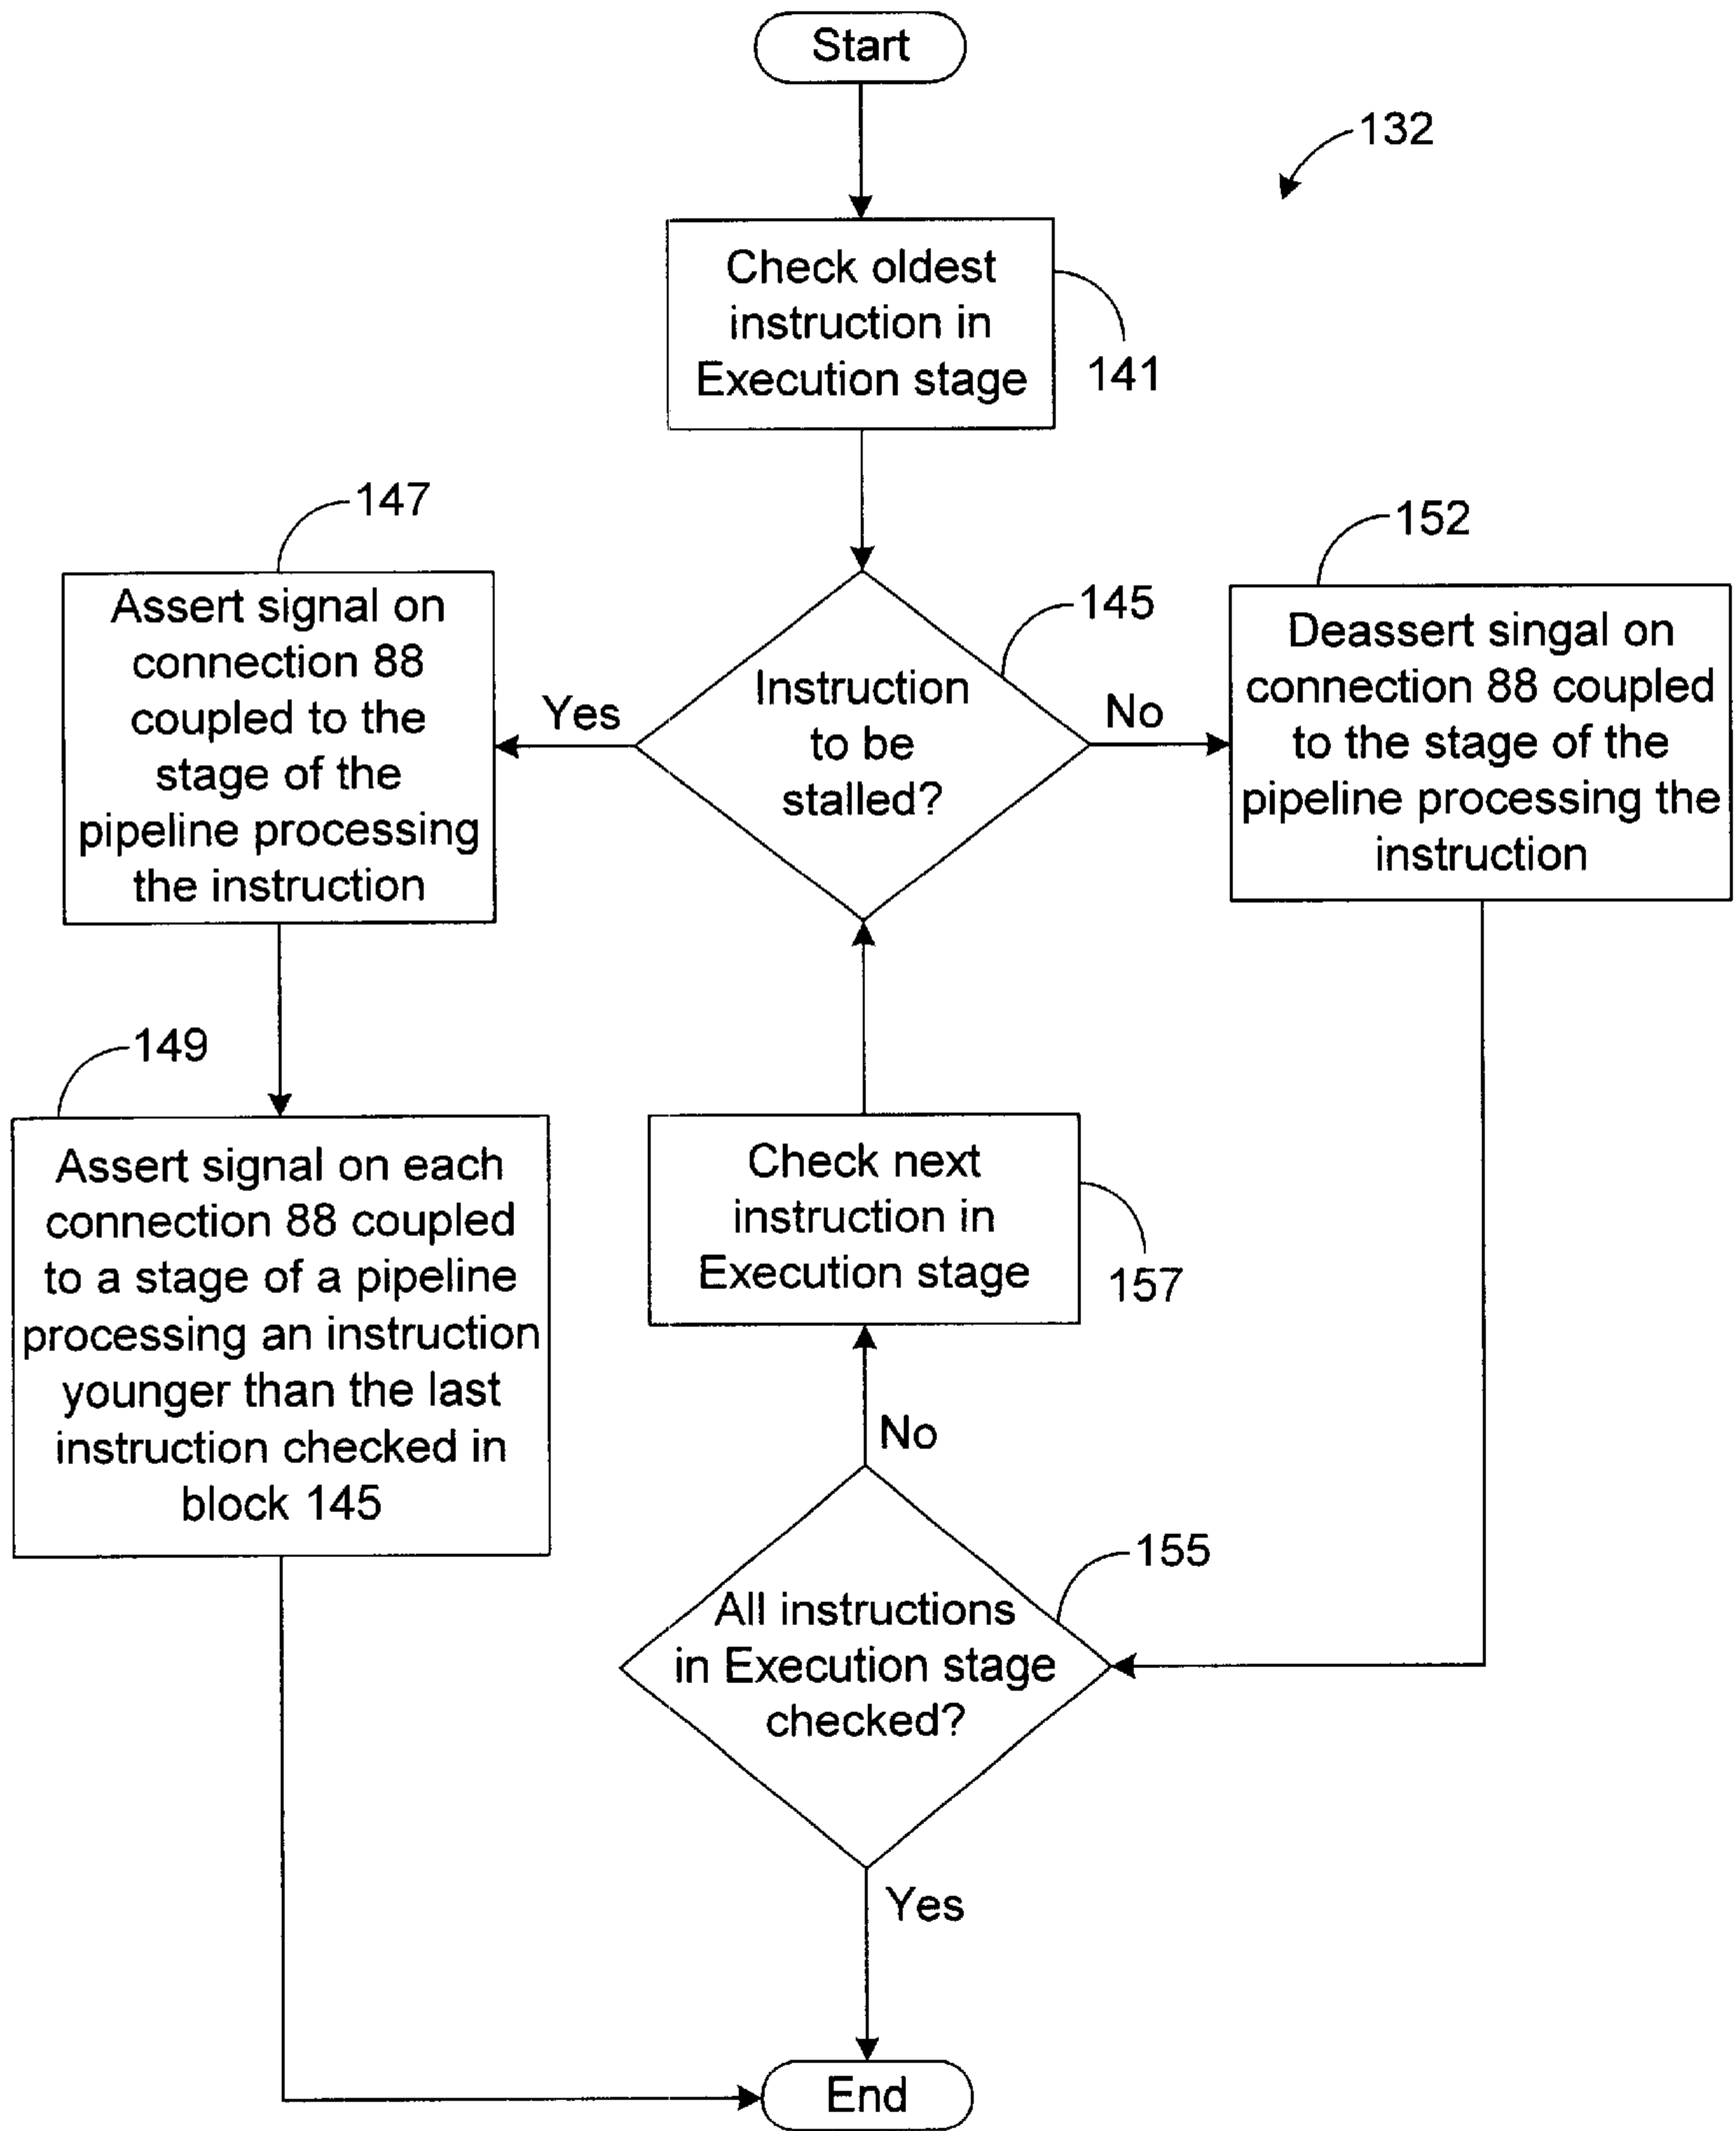 Start
132
Check oldest
instruction in
Execution stage
141
147
152
Assert signal on
connection 88
coupled to the
stage of the
pipeline processing
the instruction
145
Instruction
to be
stalled?
Yes
No
Deassert singal on
connection 88 coupled
to the stage of the
pipeline processing the
instruction
149
Assert signal on each
connection 88 coupled
to a stage of a pipeline
processing an instruction
younger than the last
instruction checked in
block 145
Check next
instruction in
Execution stage
157
No
155
All instructions
in Execution stage
checked?
Yes
End